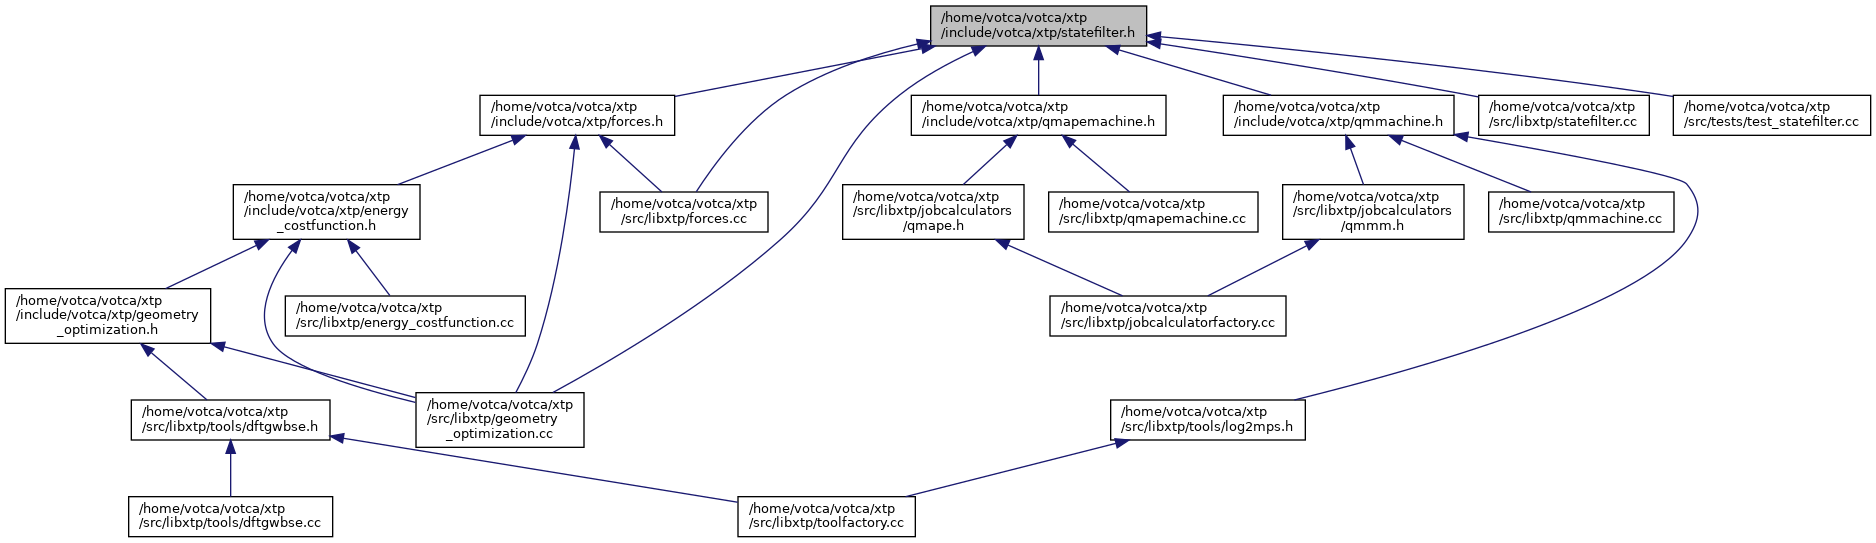 /home/votca/votca/xtp
/include/votca/xtp/statefilter.h
/home/votca/votca/xtp
/include/votca/xtp/forces.h
/home/votca/votca/xtp
/include/votca/xtp/qmapemachine.h
/home/votca/votca/xtp
/include/votca/xtp/qmmachine.h
/home/votca/votca/xtp
/src/libxtp/statefilter.cc
/home/votca/votca/xtp
/src/tests/test_statefilter.cc
/home/votca/votca/xtp
/include/votca/xtp/energy
_costfunction.h
/home/votca/votca/xtp
/src/libxtp/forces.cc
/home/votca/votca/xtp
/src/libxtp/jobcalculators
/qmape.h
/home/votca/votca/xtp
/src/libxtp/qmapemachine.cc
/home/votca/votca/xtp
/src/libxtp/jobcalculators
/qmmm.h
/home/votca/votca/xtp
/src/libxtp/qmmachine.cc
/home/votca/votca/xtp
/include/votca/xtp/geometry
_optimization.h
/home/votca/votca/xtp
/src/libxtp/energy_costfunction.cc
/home/votca/votca/xtp
/src/libxtp/jobcalculatorfactory.cc
/home/votca/votca/xtp
/src/libxtp/tools/dftgwbse.h
/home/votca/votca/xtp
/src/libxtp/geometry
_optimization.cc
/home/votca/votca/xtp
/src/libxtp/tools/log2mps.h
/home/votca/votca/xtp
/src/libxtp/tools/dftgwbse.cc
/home/votca/votca/xtp
/src/libxtp/toolfactory.cc